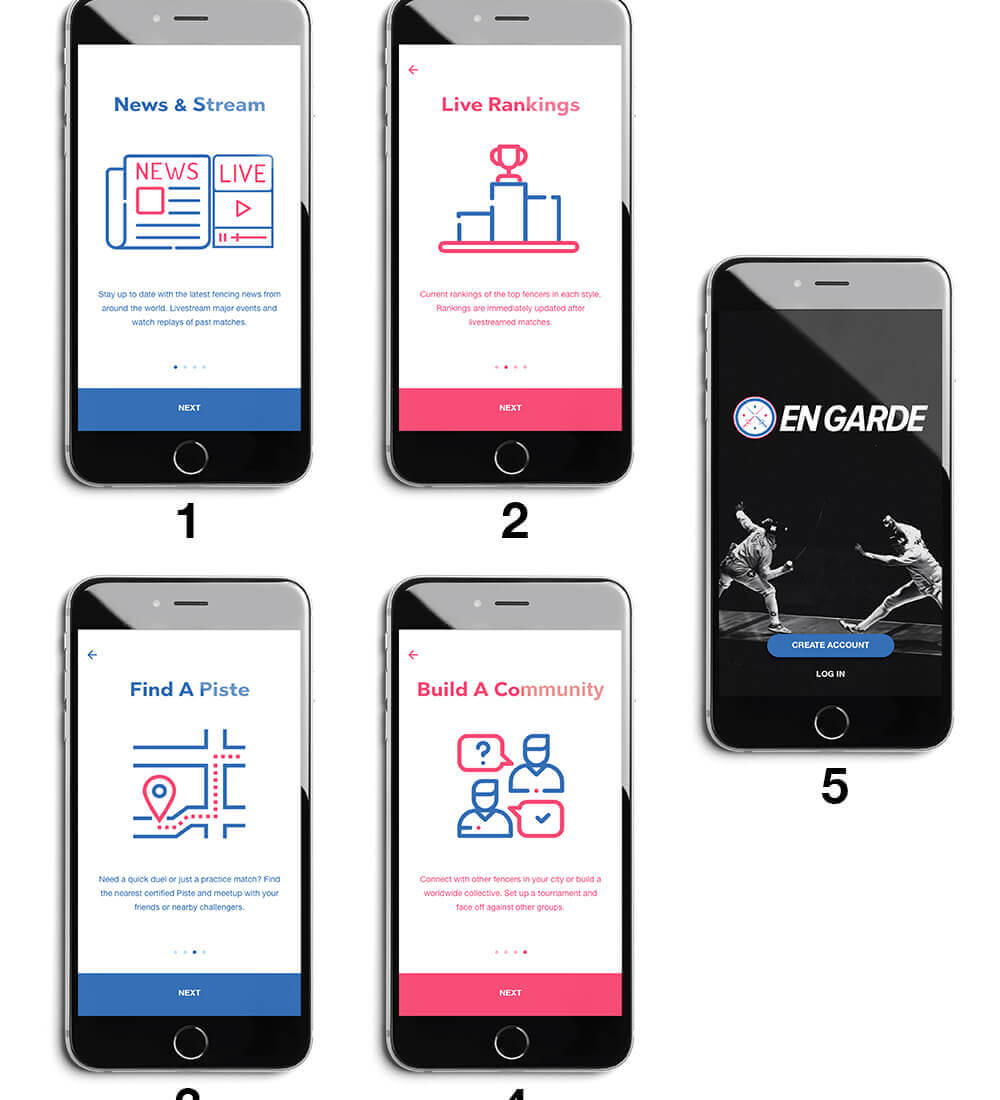 News & Stream
NEWS
LIVE
Stay up to date with the latest fencing news from
around the world. Livestream major events and
watch replays of past matches.
NEXT
1
Live Rankings
Current rankings of the top fencers in each style.
Rankings are immediately updated after
livestreamed matches.
NEXT
2
Find A Piste
Need a quick duel or just a practice match? Find
the nearest certified Piste and meetup with your
friends or nearby challengers.
NEXT
3
Build A Community
?
Connect with other fencers in your city or build a
worldwide collective. Set up a tournament and
face off against other groups.
NEXT
4
EN GARDE
CREATE ACCOUNT
LOG IN
5